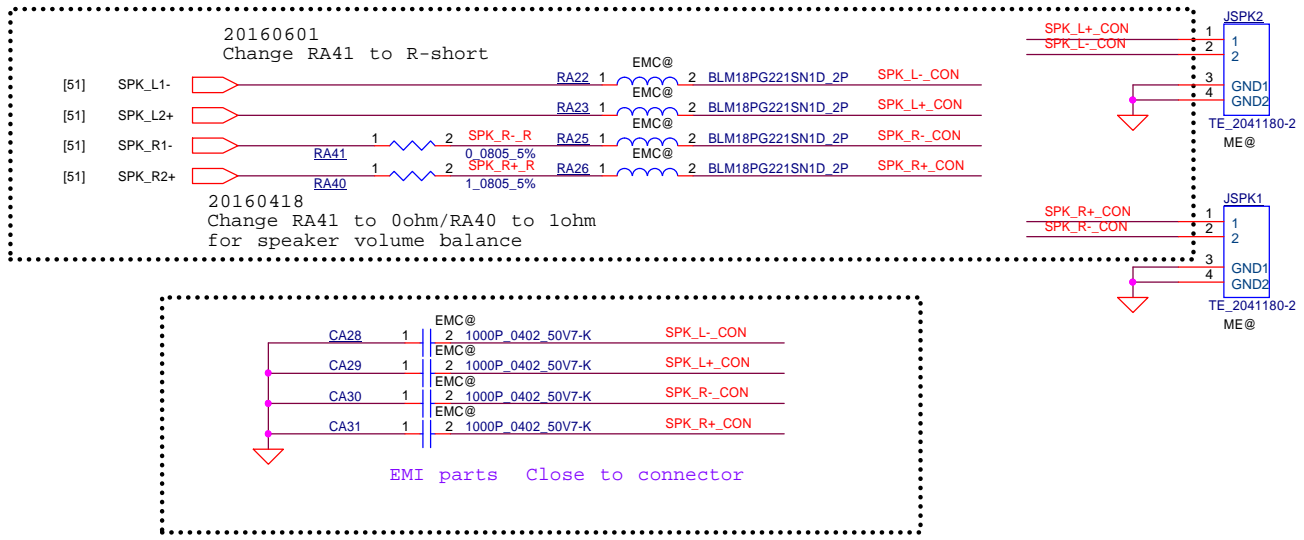 20160601
Change RA41 to R-short
[51] SPK_L1- RA22 1 EMC@ 2 BLM18PG221SN1D_2P SPK_L-_CON
[51] SPK_L2+ RA23 1 EMC@ 2 BLM18PG221SN1D_2P SPK_L+_CON
[51] SPK_R1- 1 RA41 2 SPK_R-_R 0_0805_5% RA25 1 EMC@ 2 BLM18PG221SN1D_2P SPK_R-_CON
[51] SPK_R2+ 1 RA40 2 SPK_R+_R 1_0805_5% RA26 1 EMC@ 2 BLM18PG221SN1D_2P SPK_R+_CON
20160418
Change RA41 to 0ohm/RA40 to 1ohm
for speaker volume balance
JSPK2
SPK_L+_CON 1 1
SPK_L-_CON 2 2
3 GND1
4 GND2
TE_2041180-2
ME@
JSPK1
SPK_R+_CON 1 1
SPK_R-_CON 2 2
3 GND1
4 GND2
TE_2041180-2
ME@
CA28 1 EMC@ 2 1000P_0402_50V7-K SPK_L-_CON
CA29 1 EMC@ 2 1000P_0402_50V7-K SPK_L+_CON
CA30 1 EMC@ 2 1000P_0402_50V7-K SPK_R-_CON
CA31 1 EMC@ 2 1000P_0402_50V7-K SPK_R+_CON
EMI parts Close to connector